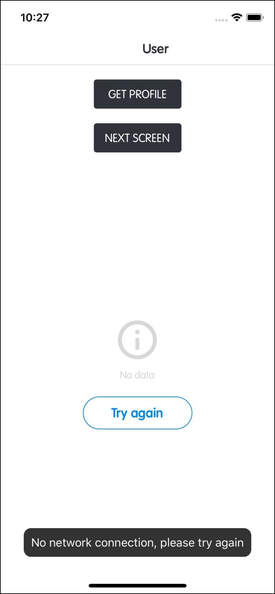 10:27
User
GET PROFILE
NEXT SCREEN
No data
Try again
No network connection, please try again